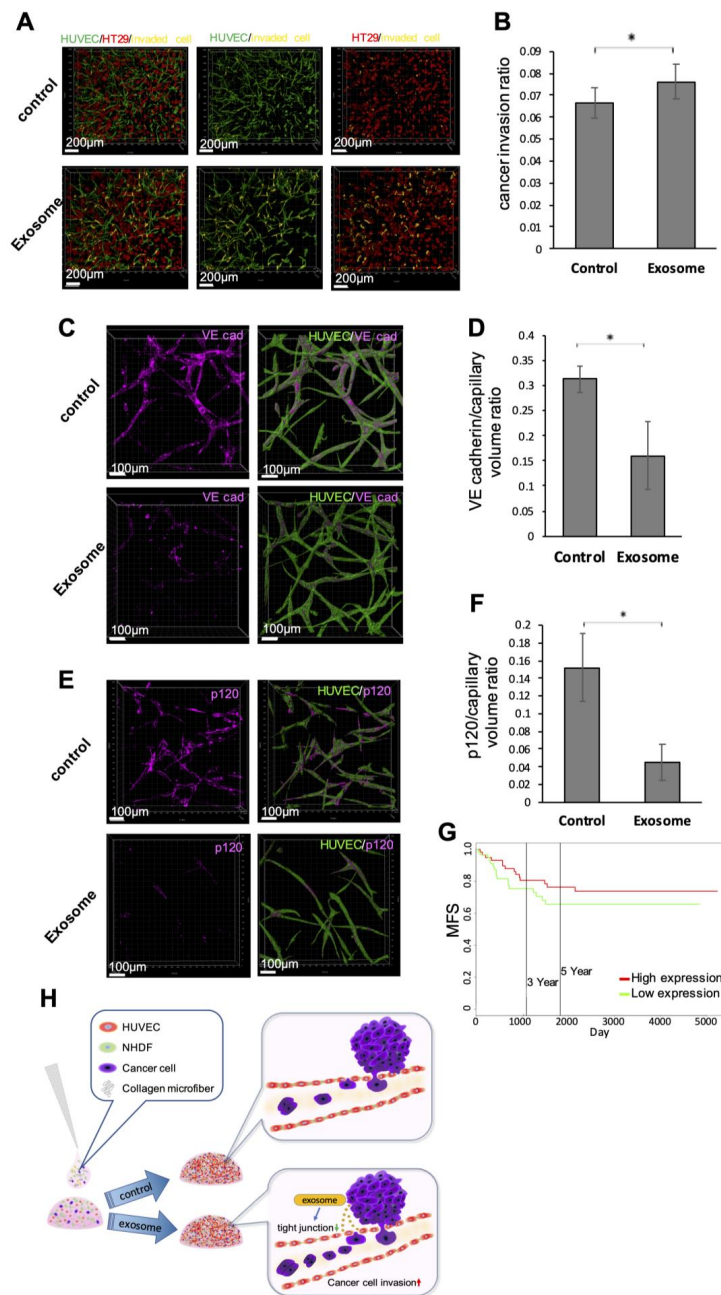 A
HUVEC/HT29/invaded cell
HUVEC/invaded cell
HT29/invaded cell
control
200μm
200μm
200μm
Exosome
200μm
200μm
200μm
B
*
cancer invasion ratio
0.09
0.08
0.07
0.06
0.05
0.04
0.03
0.02
0.01
0
Control
Exosome
C
VE cad
HUVEC/VE cad
control
100μm
100μm
VE cad
HUVEC/VE cad
Exosome
100μm
100μm
D
*
VE cadherin/capillary
volume ratio
0.4
0.35
0.3
0.25
0.2
0.15
0.1
0.05
0
Control
Exosome
E
p120
HUVEC/p120
control
100μm
100μm
p120
HUVEC/p120
Exosome
100μm
100μm
F
*
p120/capillary
volume ratio
0.2
0.18
0.16
0.14
0.12
0.1
0.08
0.06
0.04
0.02
0
Control
Exosome
G
MFS
1.0
0.8
0.6
0.4
0.2
0.0
3 Year
5 Year
High expression
Low expression
0 1000 2000 3000 4000 5000
Day
H
HUVEC
NHDF
Cancer cell
Collagen microfiber
control
exosome
exosome
tight junction
Cancer cell invasion